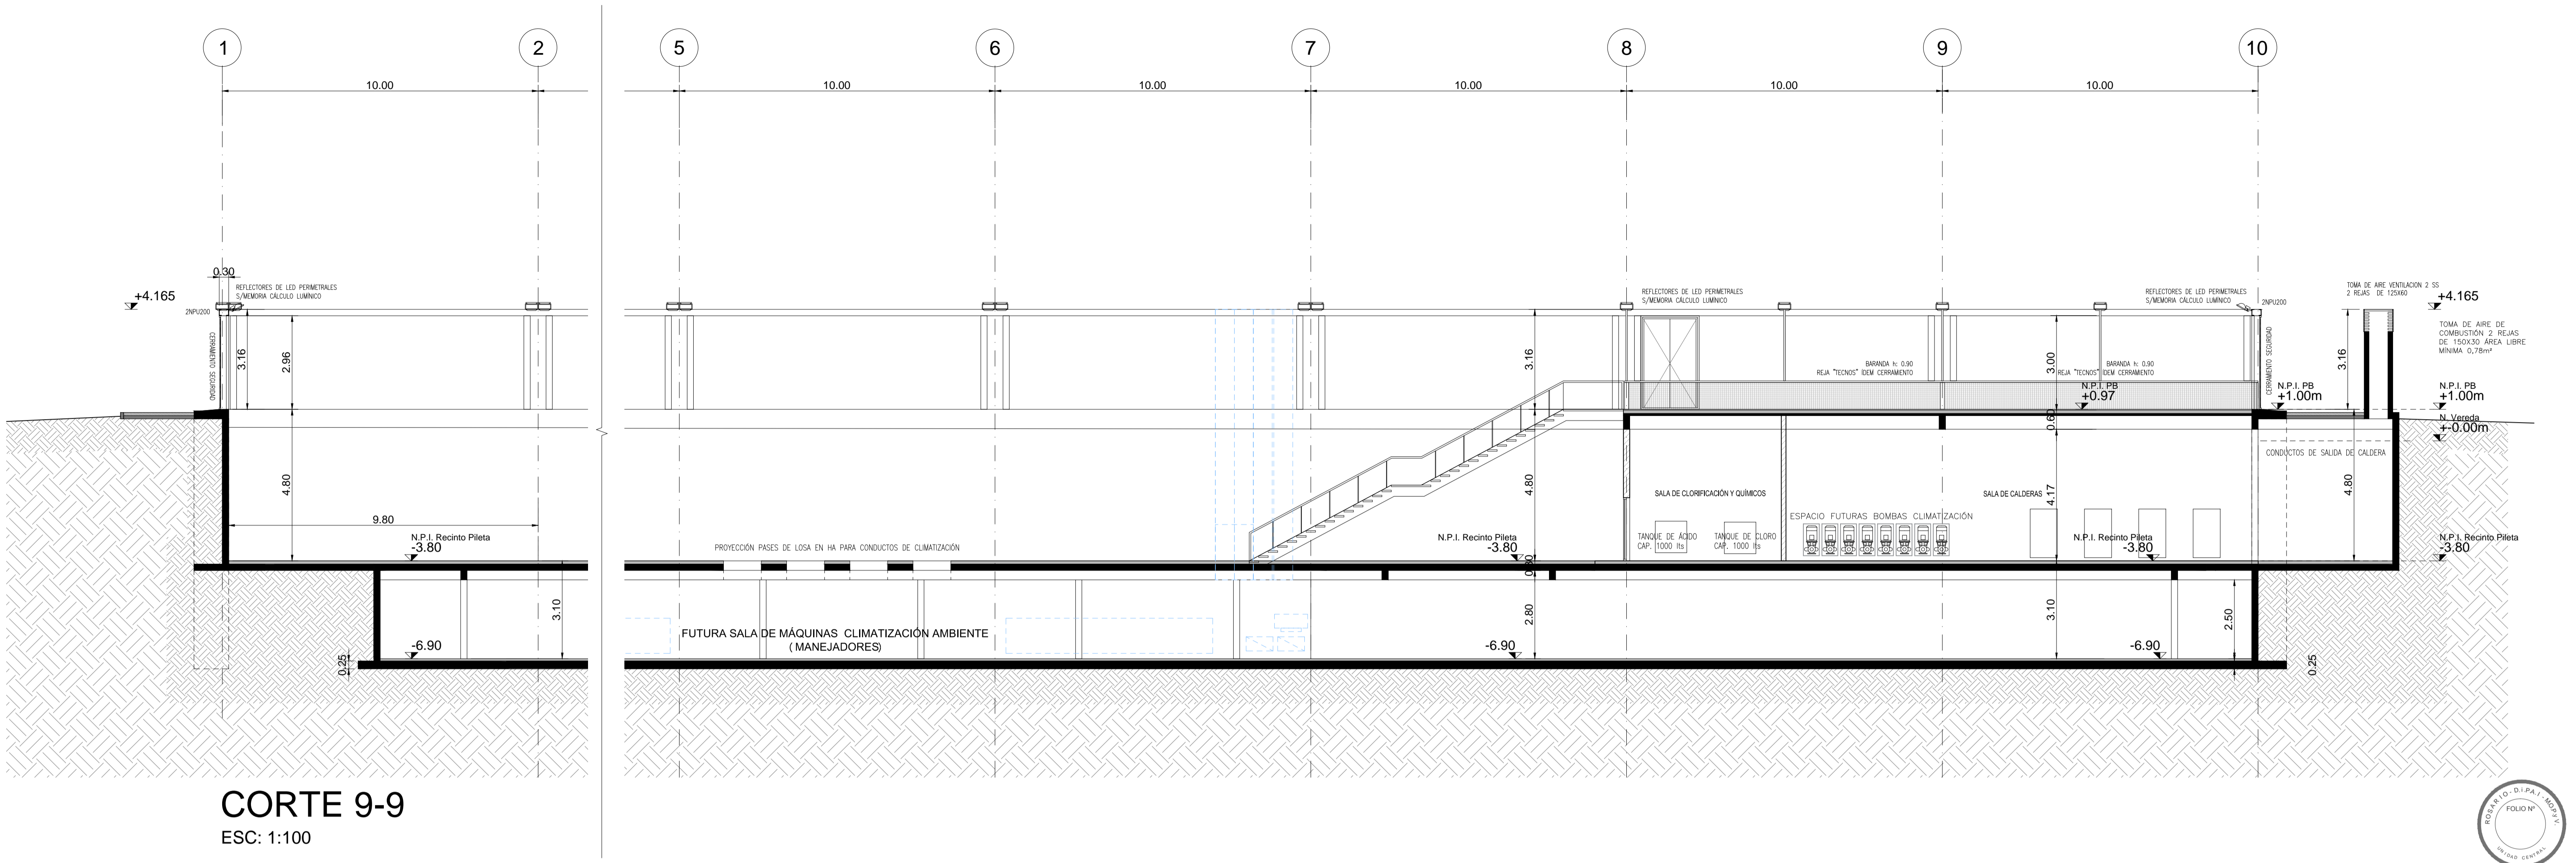 1
2
5
6
7
8
9
10
10.00
10.00
10.00
10.00
10.00
10.00
0.30
+4.165
REFLECTORES DE LED PERIMETRALES
S/MEMORIA CÁLCULO LUMÍNICO
2NPU200
CERRAMIENTO SEGURIDAD
3.16
2.96
REFLECTORES DE LED PERIMETRALES
S/MEMORIA CÁLCULO LUMÍNICO
REFLECTORES DE LED PERIMETRALES
S/MEMORIA CÁLCULO LUMÍNICO
2NPU200
CERRAMIENTO SEGURIDAD
TOMA DE AIRE VENTILACION 2 SS
2 REJAS DE 125X60
+4.165
TOMA DE AIRE DE
COMBUSTIÓN 2 REJAS
DE 150X30 ÁREA LIBRE
MÍNIMA 0,78m²
3.16
3.00
3.16
BARANDA h: 0.90
REJA "TECNOS" ÍDEM CERRAMIENTO
BARANDA h: 0.90
REJA "TECNOS" ÍDEM CERRAMIENTO
N.P.I. PB
+0.97
N.P.I. PB
+1.00m
N.P.I. PB
+1.00m
N. Vereda
+-0.00m
0.60
CONDUCTOS DE SALIDA DE CALDERA
4.80
4.80
4.17
4.80
SALA DE CLORIFICACIÓN Y QUÍMICOS
SALA DE CALDERAS
9.80
ESPACIO FUTURAS BOMBAS CLIMATIZACIÓN
N.P.I. Recinto Pileta
-3.80
PROYECCIÓN PASES DE LOSA EN HA PARA CONDUCTOS DE CLIMATIZACIÓN
N.P.I. Recinto Pileta
-3.80
TANQUE DE ÁCIDO
CAP. 1000 lts
TANQUE DE CLORO
CAP. 1000 lts
N.P.I. Recinto Pileta
-3.80
N.P.I. Recinto Pileta
-3.80
3.10
2.80
3.10
2.50
FUTURA SALA DE MÁQUINAS CLIMATIZACIÓN AMBIENTE
( MANEJADORES)
-6.90
-6.90
-6.90
0.25
0.25
CORTE 9-9
ESC: 1:100
ROSARIO - D.i.P.A.I - MOPyV.
FOLIO Nº
UNIDAD CENTRAL